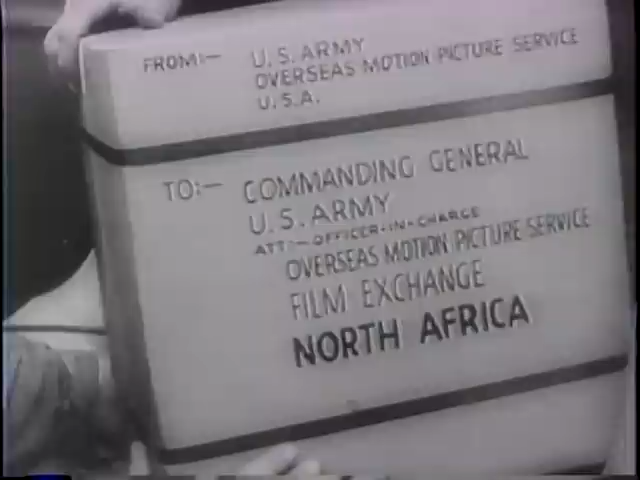 FROM:— U.S. ARMY
OVERSEAS MOTION PICTURE SERVICE
U.S.A.
TO:— COMMANDING GENERAL
U.S. ARMY
ATT:— OFFICER-IN-CHARGE
OVERSEAS MOTION PICTURE SERVICE
FILM EXCHANGE
NORTH AFRICA